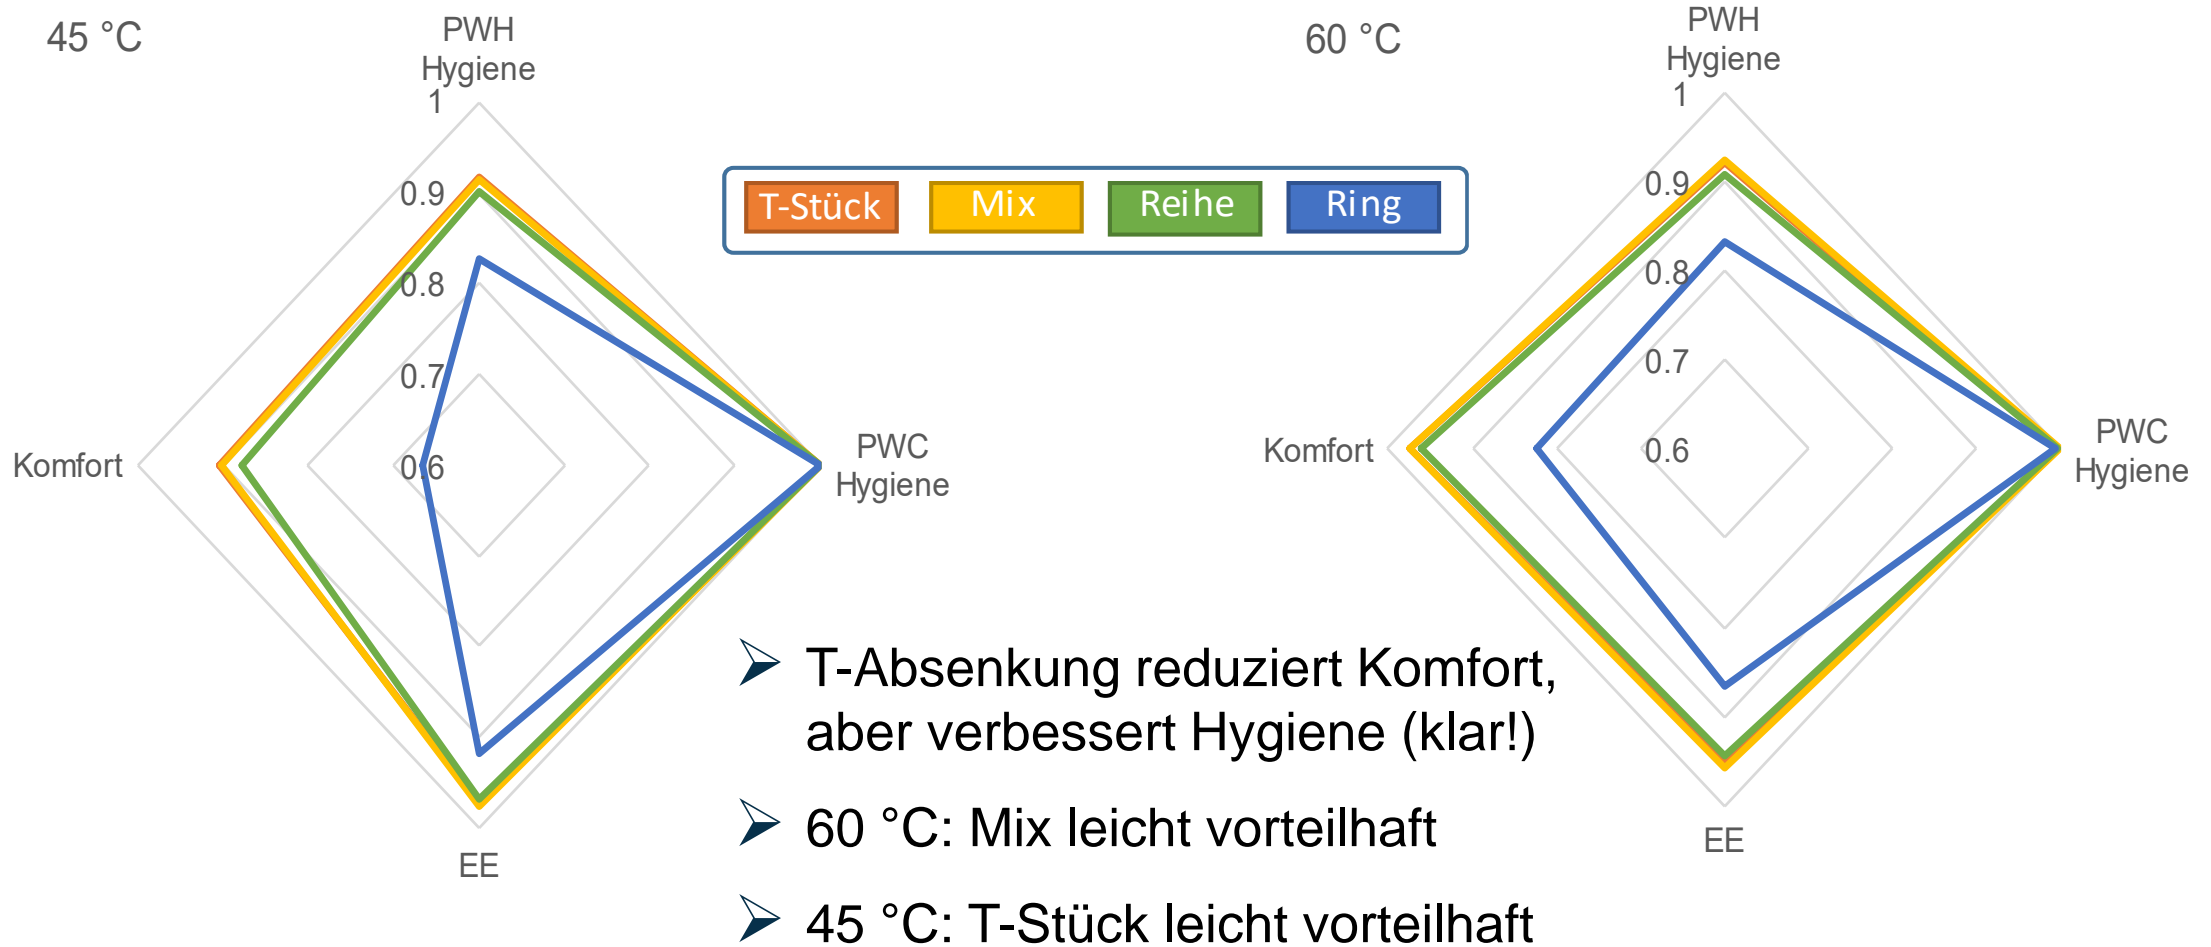 45 °C
PWH
Hygiene
1
0.9
0.8
0.7
0.6
Komfort
PWC
Hygiene
EE
T-Stück
Mix
Reihe
Ring
60 °C
PWH
Hygiene
1
0.9
0.8
0.7
0.6
Komfort
PWC
Hygiene
EE
T-Absenkung reduziert Komfort,
aber verbessert Hygiene (klar!)
60 °C: Mix leicht vorteilhaft
45 °C: T-Stück leicht vorteilhaft